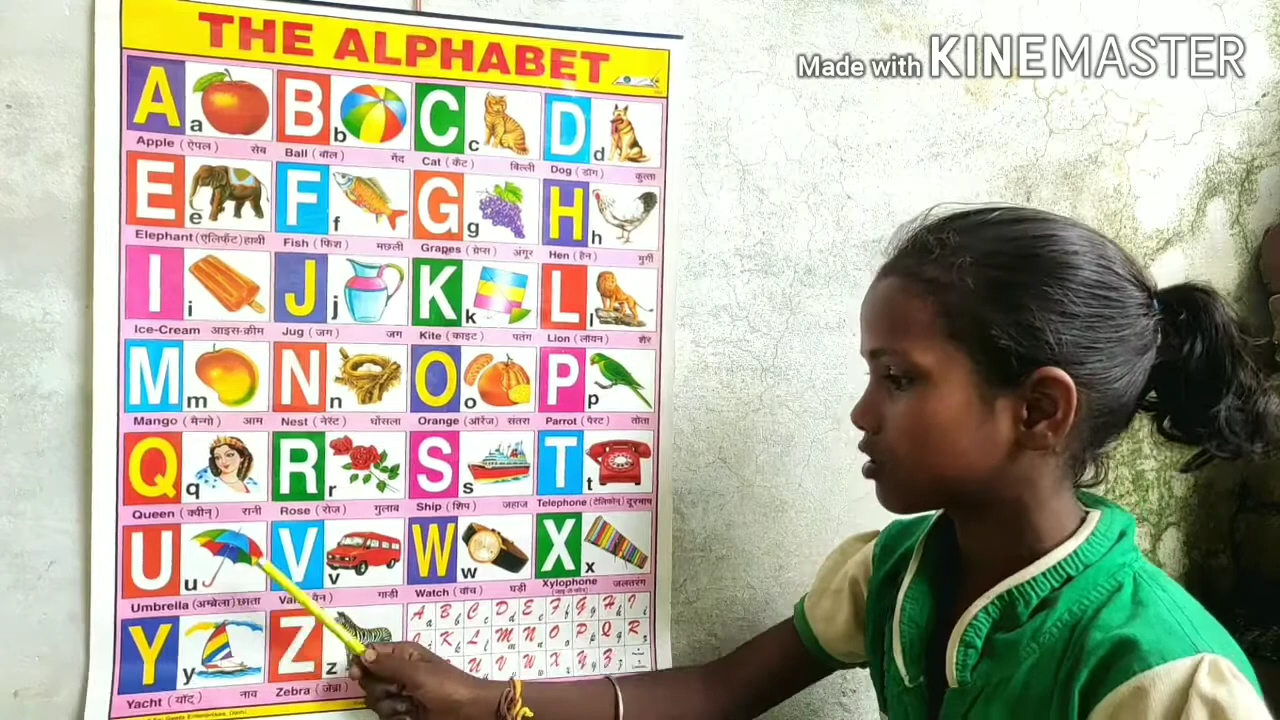 Made with KINEMASTER
THE ALPHABET
A a B b C c D d
Apple (ऐपल) सेब Ball (बॉल) गेंद Cat (कैट) बिल्ली Dog (डॉग) कुत्ता
E e F f G g H h
Elephant (एलिफैंट) हाथी Fish (फिश) मछली Grapes (ग्रेप्स) अंगूर Hen (हैन) मुर्गी
I i J j K k L l
Ice-Cream आइस-क्रीम Jug (जग) जग Kite (काइट) पतंग Lion (लॉयन) शेर
M m N n O o P p
Mango (मैन्गो) आम Nest (नेस्ट) घोंसला Orange (ऑरेंज) संतरा Parrot (पैरट) तोता
Q q R r S s T t
Queen (क्वीन) रानी Rose (रोज) गुलाब Ship (शिप) जहाज Telephone (टेलिफोन) दूरभाष
U u V v W w X x
Umbrella (अम्ब्रेला) छाता Van (वैन) गाड़ी Watch (वॉच) घड़ी Xylophone जलतरंग
Y y Z z
A a B b C c D d E e F f G g H h I i
J j K k L l M m N n O o P p Q q R r
U u V v W w X x Y y Z z
Yacht (यॉट) नाव Zebra (जेब्रा)